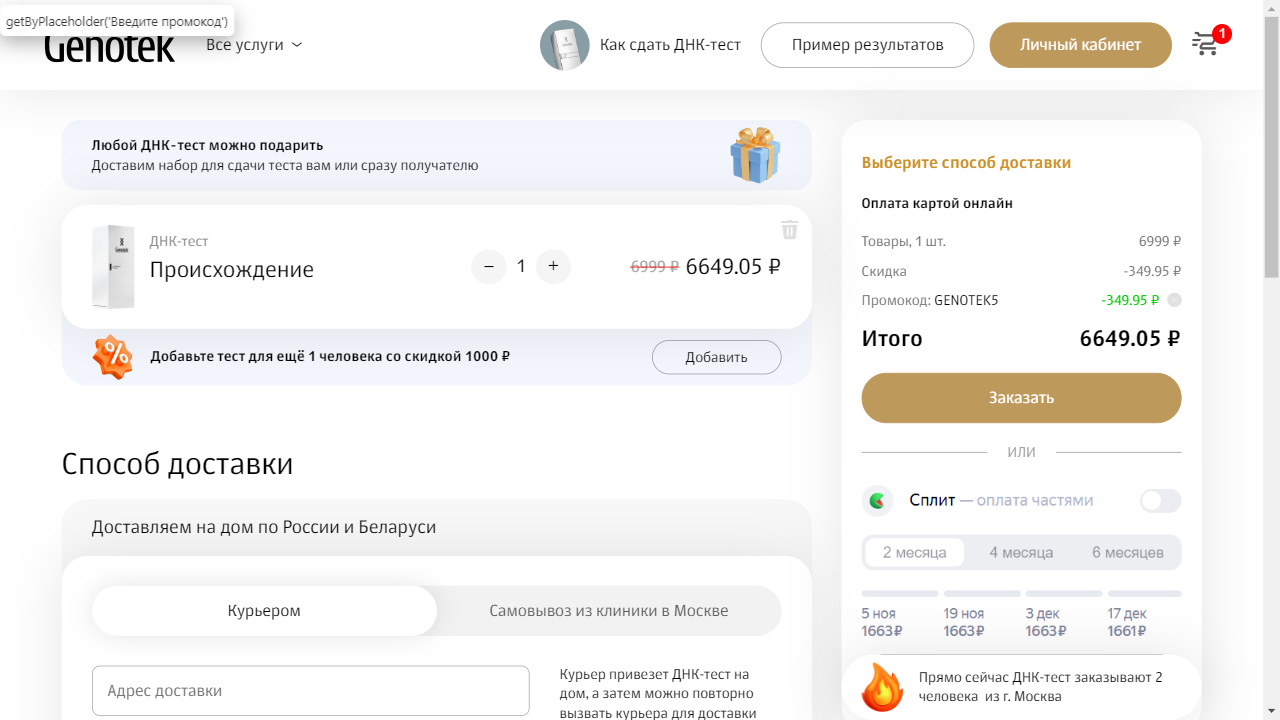 getByPlaceholder('Введите промокод')
Genotek
Все услуги
Как сдать ДНК-тест
Пример результатов
Личный кабинет
1
Любой ДНК-тест можно подарить
Доставим набор для сдачи теста вам или сразу получателю
ДНК-тест
Происхождение
− 1 +
6999 ₽ 6649.05 ₽
Genotek
Добавьте тест для ещё 1 человека со скидкой 1000 ₽
Добавить
Способ доставки
Доставляем на дом по России и Беларуси
Курьером
Самовывоз из клиники в Москве
Адрес доставки
Курьер привезет ДНК-тест на
дом, а затем можно повторно
вызвать курьера для доставки
Выберите способ доставки
Оплата картой онлайн
Товары, 1 шт. 6999 ₽
Скидка -349.95 ₽
Промокод: GENOTEK5 -349.95 ₽
Итого 6649.05 ₽
Заказать
ИЛИ
Сплит — оплата частями
2 месяца 4 месяца 6 месяцев
5 ноя 19 ноя 3 дек 17 дек
1663 ₽ 1663 ₽ 1663 ₽ 1661 ₽
Прямо сейчас ДНК-тест заказывают 2
человека из г. Москва